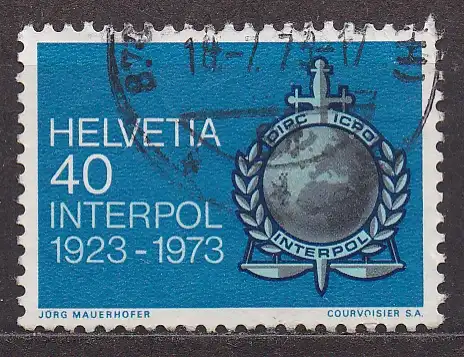 HELVETIA
40
INTERPOL
1923-1973
OIPC ICPO
INTERPOL
JÖRG MAUERHOFER
COURVOISIER S.A.